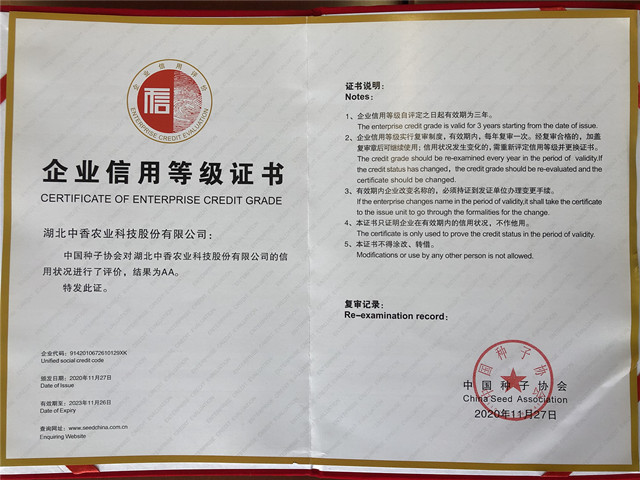 企业信用评价
信
ENTERPRISE CREDIT EVALUATION
企业信用等级证书
CERTIFICATE OF ENTERPRISE CREDIT GRADE
湖北中香农业科技股份有限公司：
中国种子协会对湖北中香农业科技股份有限公司的信
用状况进行了评价，结果为AA。
特发此证。
企业代码：9142010672610129XK
Unified social credit code
颁发日期：2020年11月27日
Date of Issue
有效期至：2023年11月26日
Date of Expiry
查询网址：www.seedchina.com.cn
Enquiring Website
证书说明：
Notes：
1、企业信用等级自评定之日起有效期为三年。
The enterprise credit grade is valid for 3 years starting from the date of issue.
2、企业信用等级实行复审制度，有效期内，每年复审一次。经复审合格的，加盖
复审章后可继续使用；信用状况发生变化的，需重新评定信用等级并更换证书。
The credit grade should be re-examined every year in the period of validity.If
the credit status has changed，the credit grade should be re-evaluated and the
certificate should be changed.
3、有效期内企业改变名称的，必须持证到发证单位办理变更手续。
If the enterprise changes name in the period of validity,it shall take the certificate
to the issue unit to go through the formalities for the change.
4、本证书只证明企业在有效期内的信用状况，不作他用。
The certificate is only used to prove the credit status in the period of validity.
5、本证书不得涂改、转借。
Modifications or use by any other person is not allowed.
复审记录：
Re-examination record：
中国种子协会
中国种子协会
China Seed Association
2020年11月27日